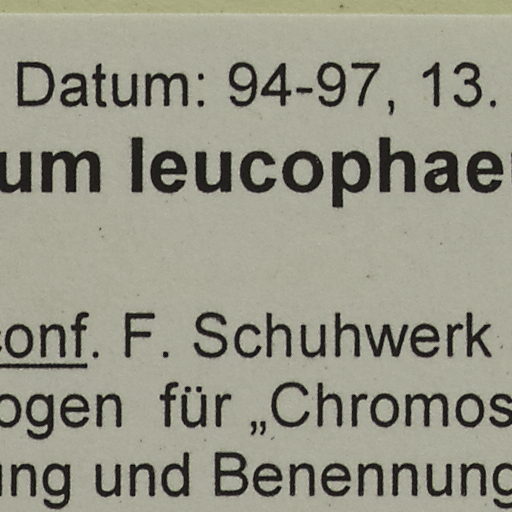 Datum: 94-97, 13.
um leucophae
conf. F. Schuhwerk
ogen für „Chromos
ung und Benennung